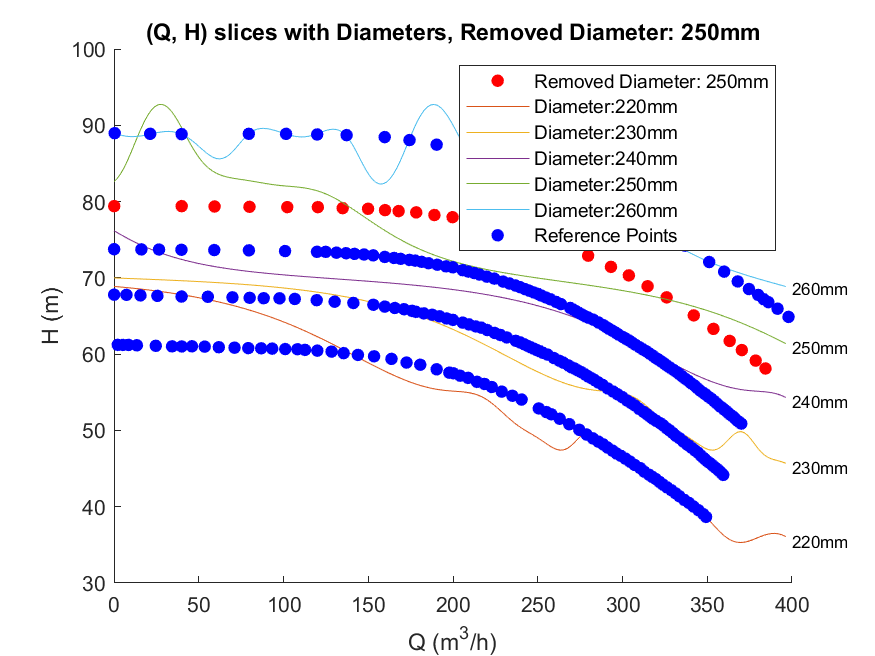 (Q, H) slices with Diameters, Removed Diameter: 250mm
100
90
80
70
60
50
40
30
H (m)
0
50
100
150
200
250
300
350
400
Q (m³/h)
Removed Diameter: 250mm
Diameter:220mm
Diameter:230mm
Diameter:240mm
Diameter:250mm
Diameter:260mm
Reference Points
260mm
250mm
240mm
230mm
220mm